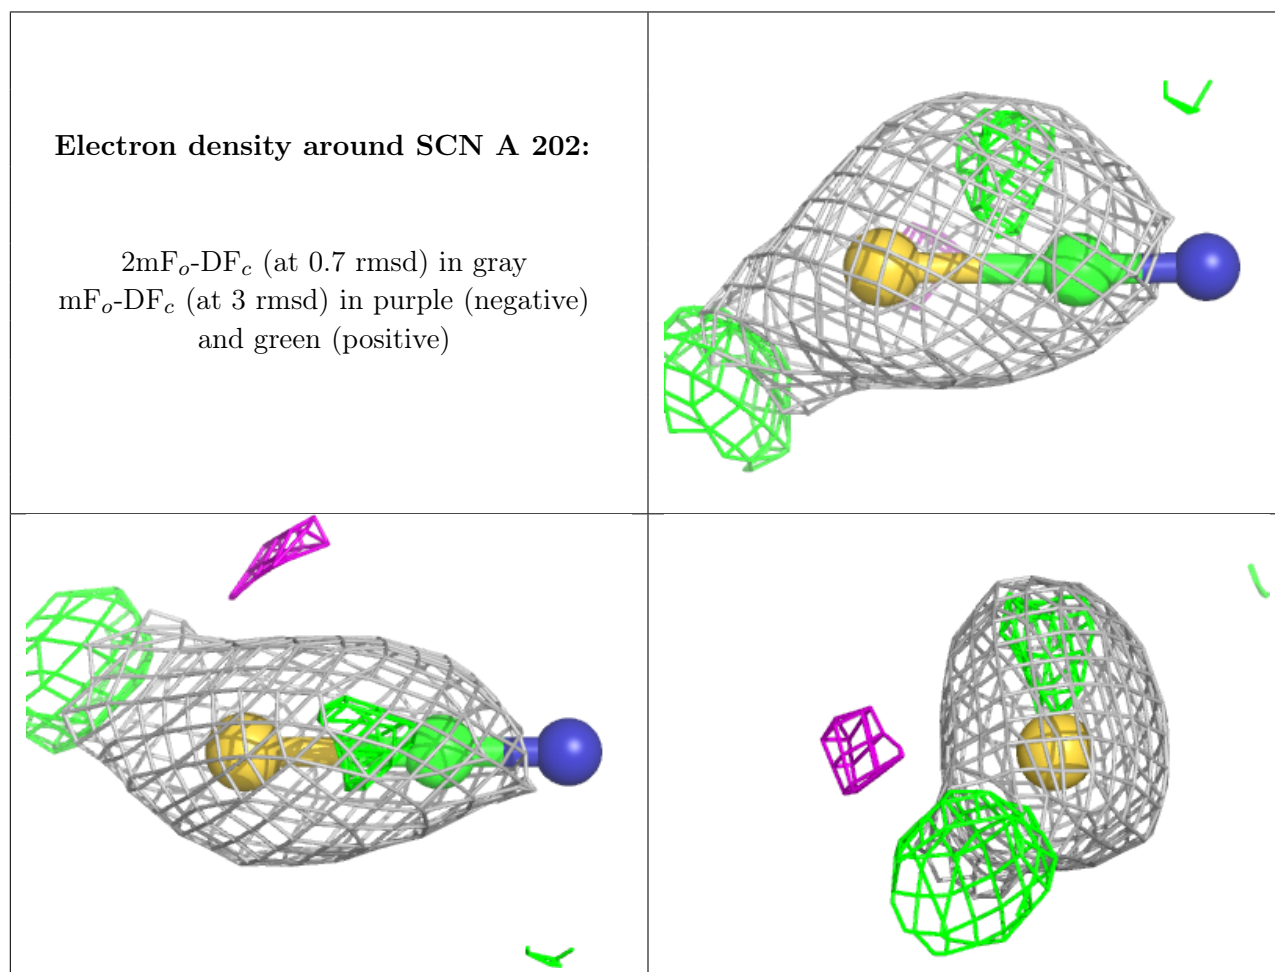 Electron density around SCN A 202:
2mFo-DFc (at 0.7 rmsd) in gray
mFo-DFc (at 3 rmsd) in purple (negative)
and green (positive)